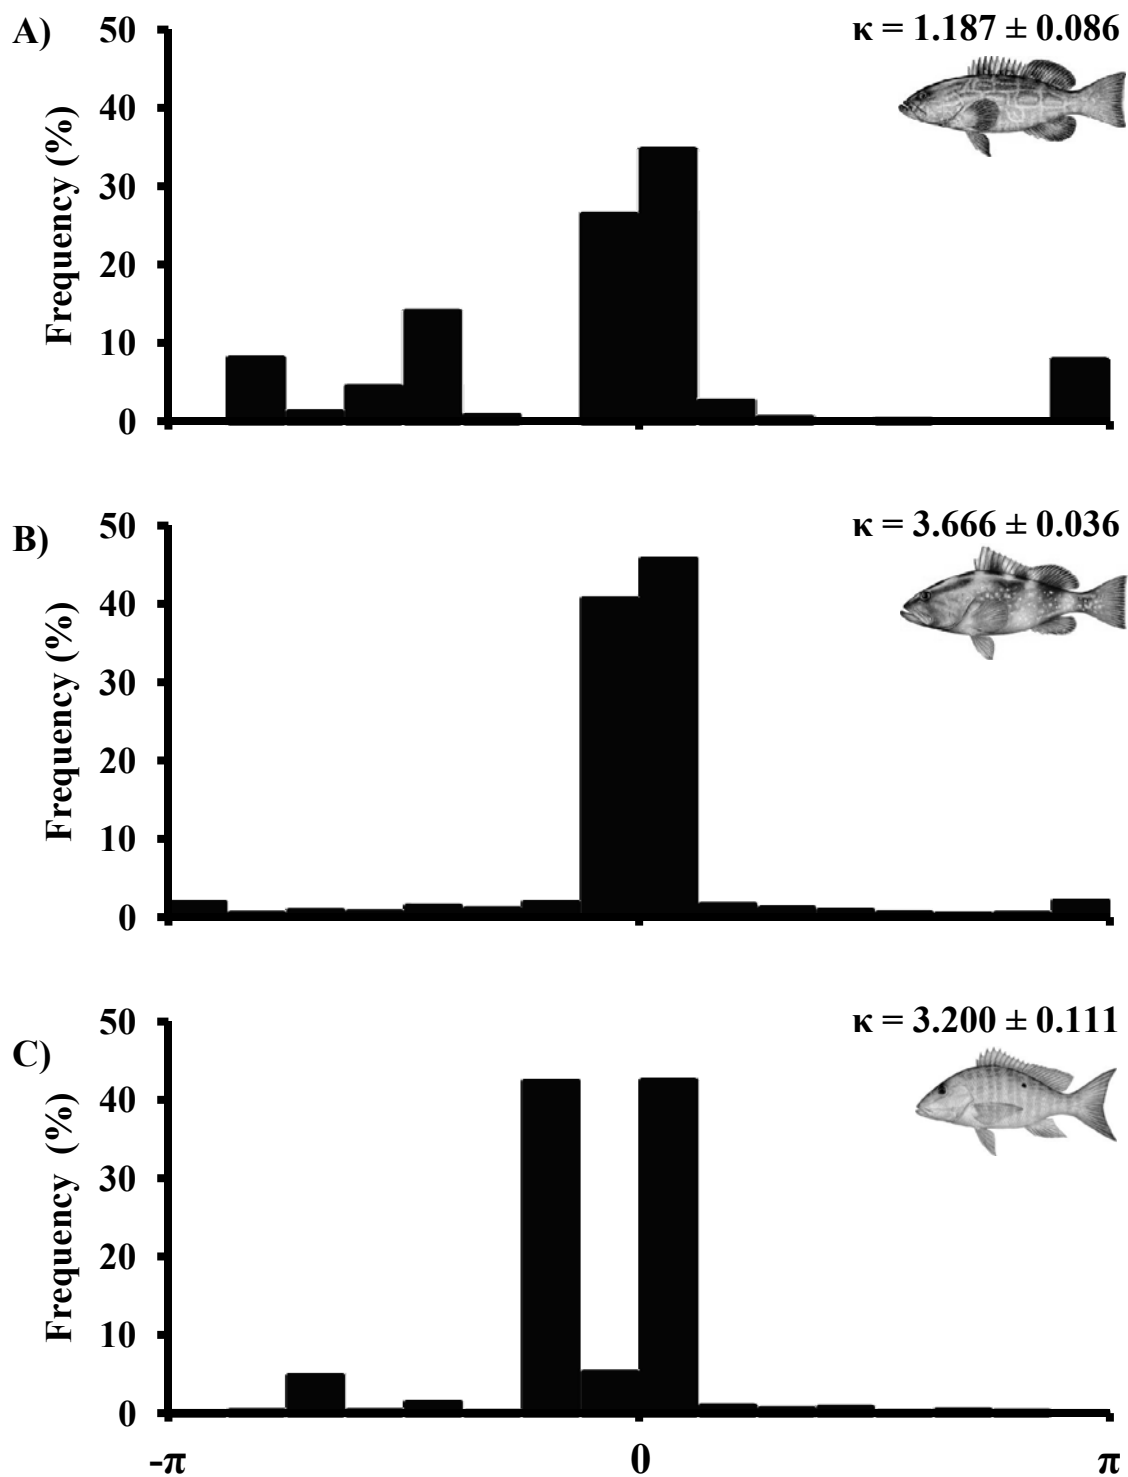 A)
κ = 1.187 ± 0.086
Frequency (%)
50
40
30
20
10
0
B)
κ = 3.666 ± 0.036
Frequency (%)
50
40
30
20
10
0
C)
κ = 3.200 ± 0.111
Frequency (%)
50
40
30
20
10
0
-π 0 π